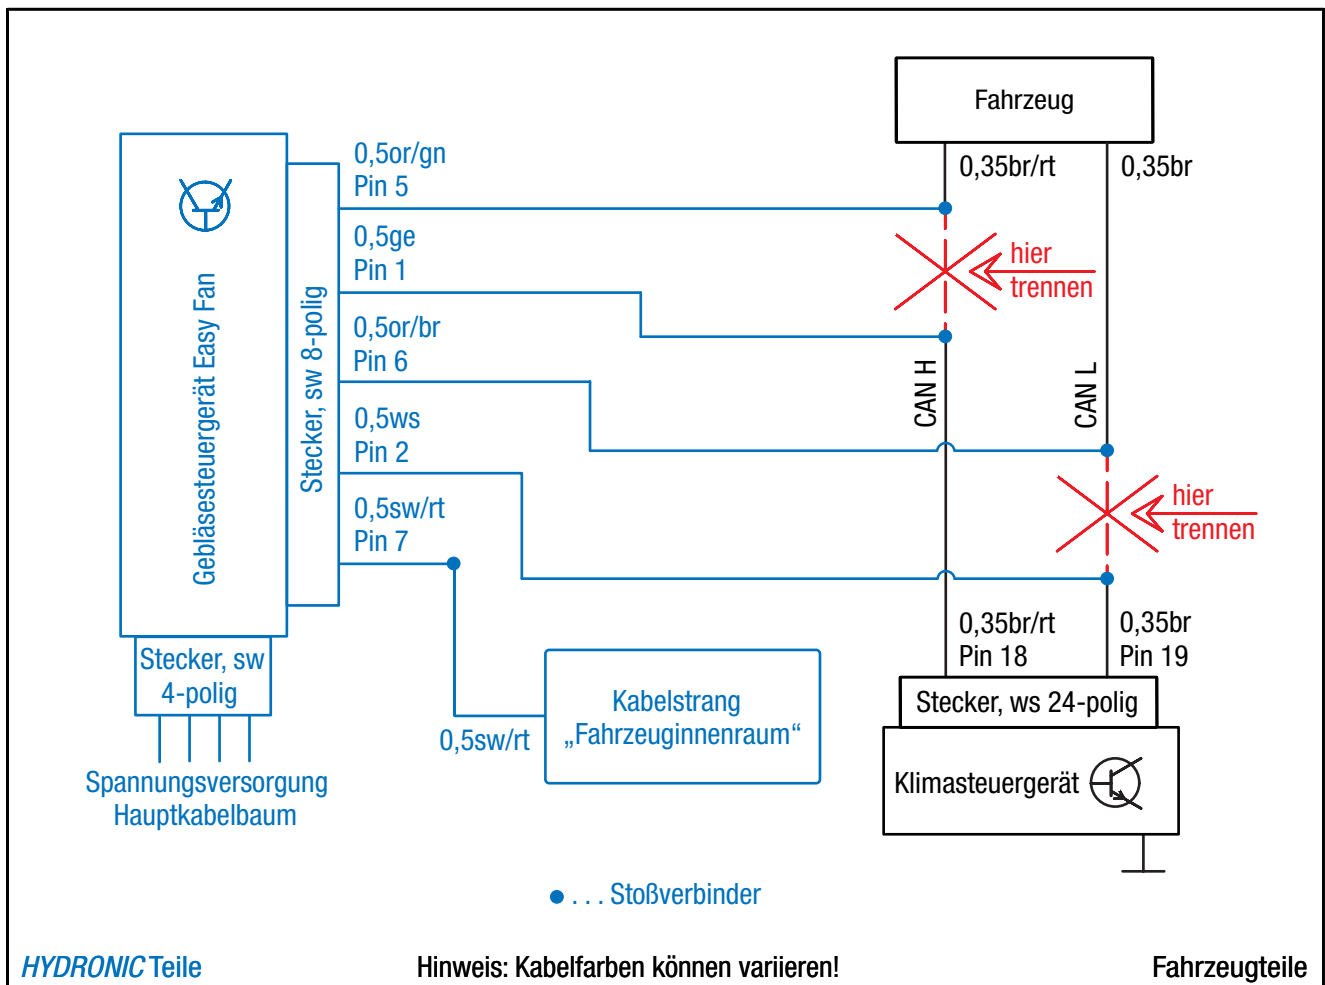 Fahrzeug
0,35br/rt
0,35br
0,5or/gn
Pin 5
0,5ge
Pin 1
0,5or/br
Pin 6
0,5ws
Pin 2
0,5sw/rt
Pin 7
Gebläsesteuergerät Easy Fan
Stecker, sw 8-polig
hier
trennen
CAN H
CAN L
hier
trennen
Stecker, sw
4-polig
Spannungsversorgung
Hauptkabelbaum
0,5sw/rt
Kabelstrang
„Fahrzeuginnenraum“
0,35br/rt
Pin 18
0,35br
Pin 19
Stecker, ws 24-polig
Klimasteuergerät
. . . Stoßverbinder
HYDRONIC Teile
Hinweis: Kabelfarben können variieren!
Fahrzeugteile